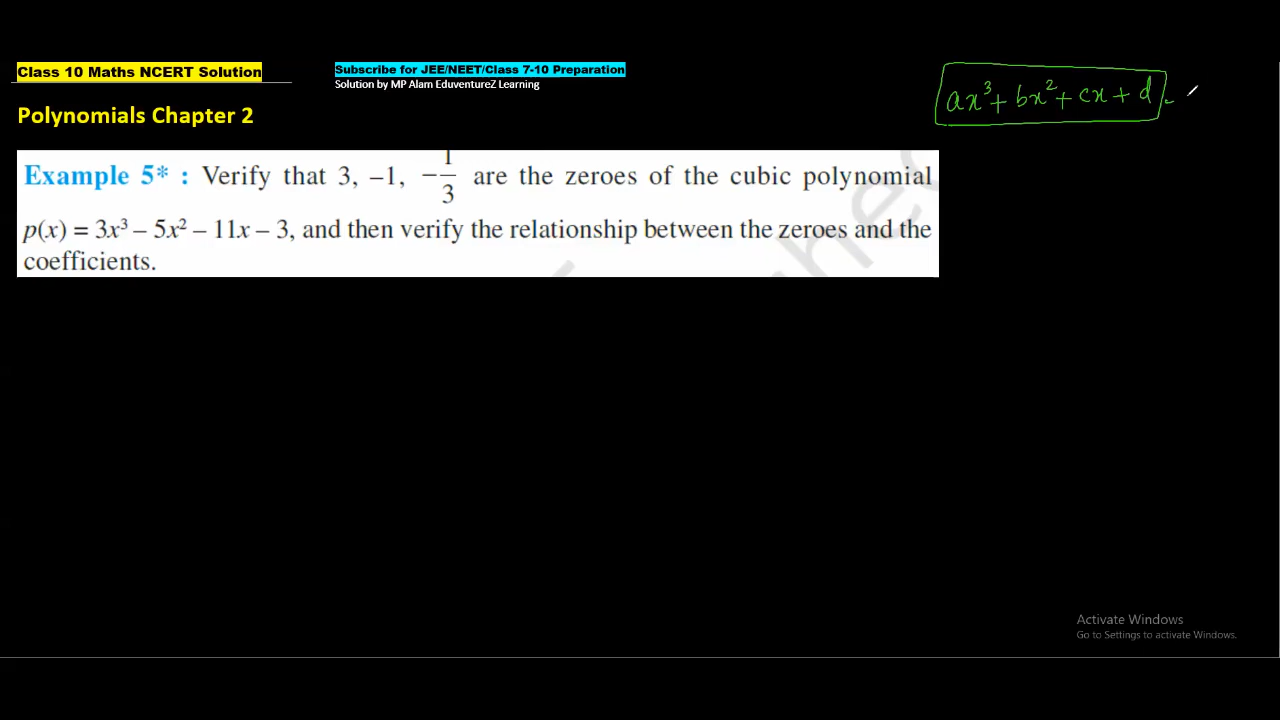 Class 10 Maths NCERT Solution
Subscribe for JEE/NEET/Class 7-10 Preparation
Solution by MP Alam EduventureZ Learning
ax³ + bx² + cx + d
Polynomials Chapter 2
Example 5* : Verify that 3, –1, –1/3 are the zeroes of the cubic polynomial
p(x) = 3x³ – 5x² – 11x – 3, and then verify the relationship between the zeroes and the
coefficients.
Activate Windows
Go to Settings to activate Windows.